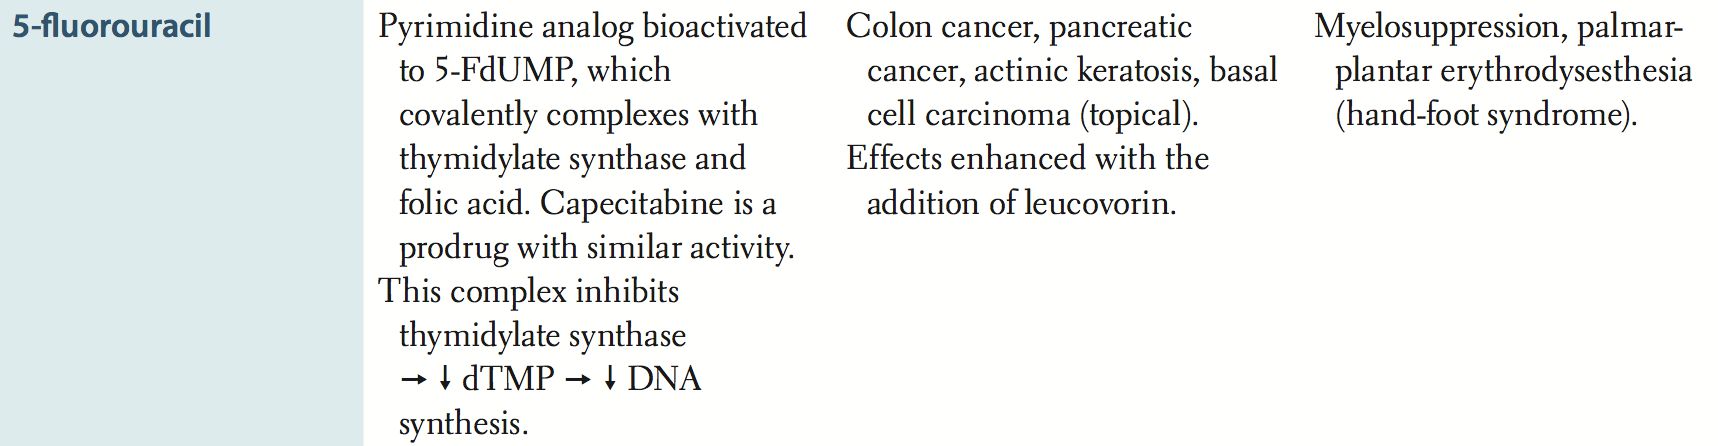 5-fluorouracil
Pyrimidine analog bioactivated
to 5-FdUMP, which
covalently complexes with
thymidylate synthase and
folic acid. Capecitabine is a
prodrug with similar activity.
This complex inhibits
thymidylate synthase
→ ↓ dTMP → ↓ DNA
synthesis.
Colon cancer, pancreatic
cancer, actinic keratosis, basal
cell carcinoma (topical).
Effects enhanced with the
addition of leucovorin.
Myelosuppression, palmar-
plantar erythrodysesthesia
(hand-foot syndrome).